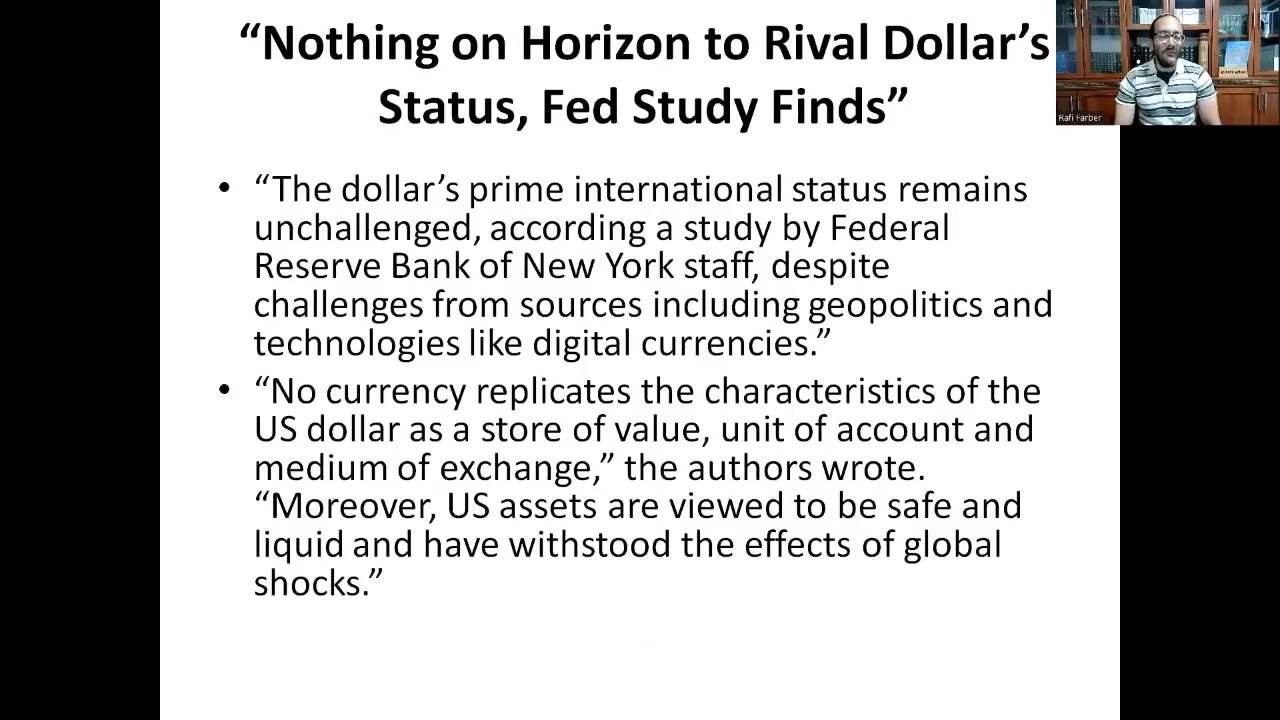 “Nothing on Horizon to Rival Dollar’s
Status, Fed Study Finds”
Rafi Farber
• “The dollar’s prime international status remains
unchallenged, according a study by Federal
Reserve Bank of New York staff, despite
challenges from sources including geopolitics and
technologies like digital currencies.”
• “No currency replicates the characteristics of the
US dollar as a store of value, unit of account and
medium of exchange,” the authors wrote.
“Moreover, US assets are viewed to be safe and
liquid and have withstood the effects of global
shocks.”